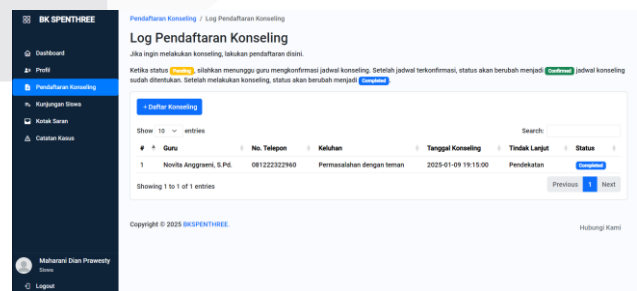 BK SPENTHREE
Dashboard
Profil
Pendaftaran Konseling
Kunjungan Siswa
Kotak Saran
Catatan Kasus
Maharani Dian Prawesty
Siswa
Logout
Pendaftaran Konseling / Log Pendaftaran Konseling
Log Pendaftaran Konseling
Jika ingin melakukan konseling, lakukan pendaftaran disini.
Ketika status Pending, silahkan menunggu guru mengkonfirmasi jadwal konseling. Setelah jadwal terkonfirmasi, status akan berubah menjadi Confirmed jadwal konseling
sudah ditentukan. Setelah melakukan konseling, status akan berubah menjadi Completed.
+ Daftar Konseling
Show 10 entries Search:
# Guru No. Telepon Keluhan Tanggal Konseling Tindak Lanjut Status
1 Novita Anggraeni, S.Pd. 081222322960 Permasalahan dengan teman 2025-01-09 19:15:00 Pendekatan Completed
Showing 1 to 1 of 1 entries Previous 1 Next
Copyright © 2025 BKSPENTHREE. Hubungi Kami